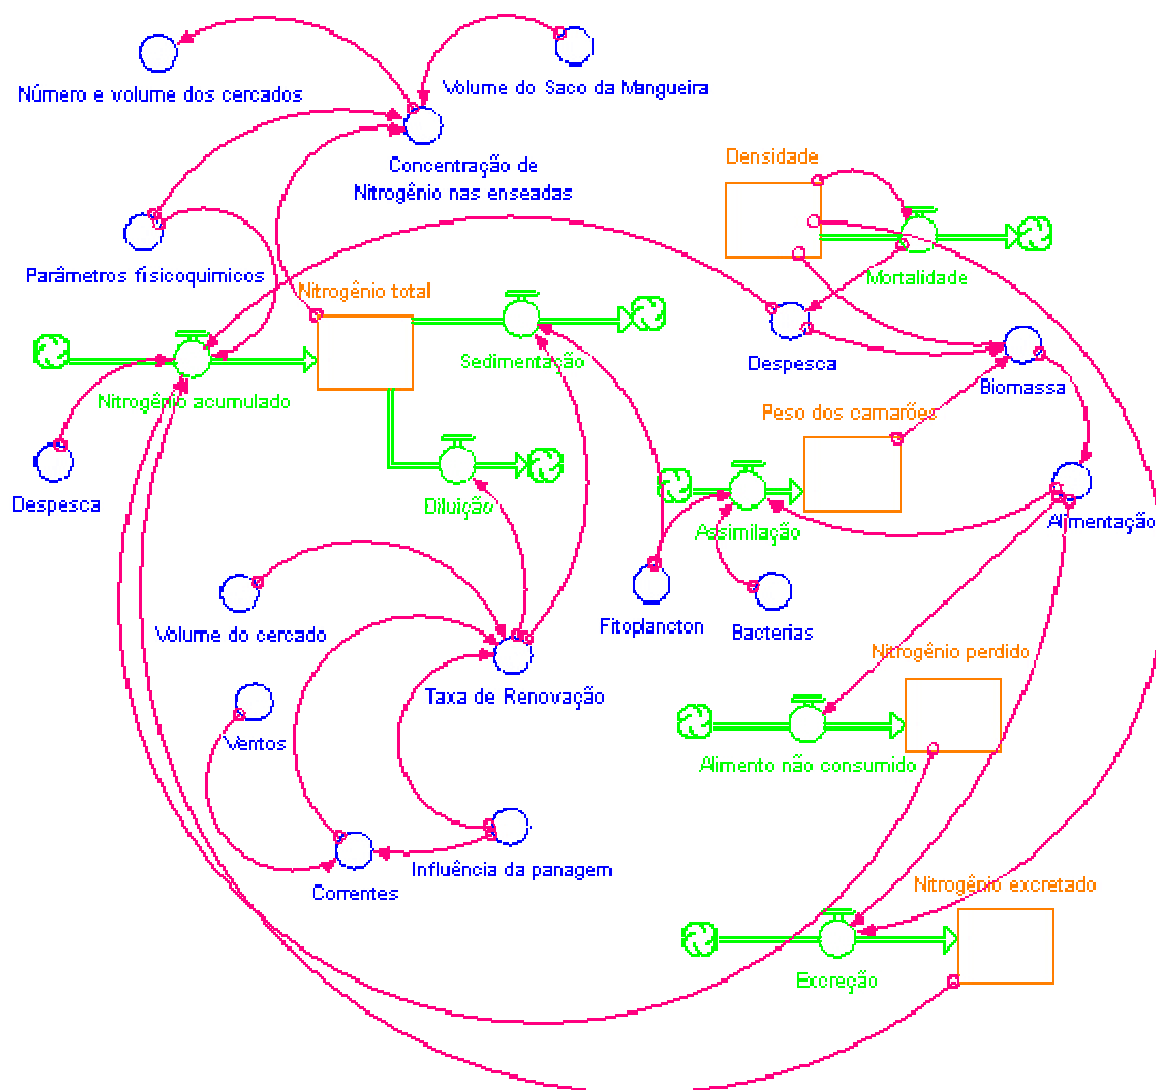 Número e volume dos cercados
Volume do Saco da Mangueira
Concentração de
Nitrogênio nas enseadas
Densidade
Parâmetros fisicoquimicos
Mortalidade
Nitrogênio total
Sedimentação
Despesca
Biomassa
Nitrogênio acumulado
Peso dos camarões
Despesca
Diluição
Assimilação
Alimentação
Volume do cercado
Fitoplancton
Bacterias
Nitrogênio perdido
Taxa de Renovação
Ventos
Alimento não consumido
Influência da panagem
Correntes
Nitrogênio excretado
Excreção